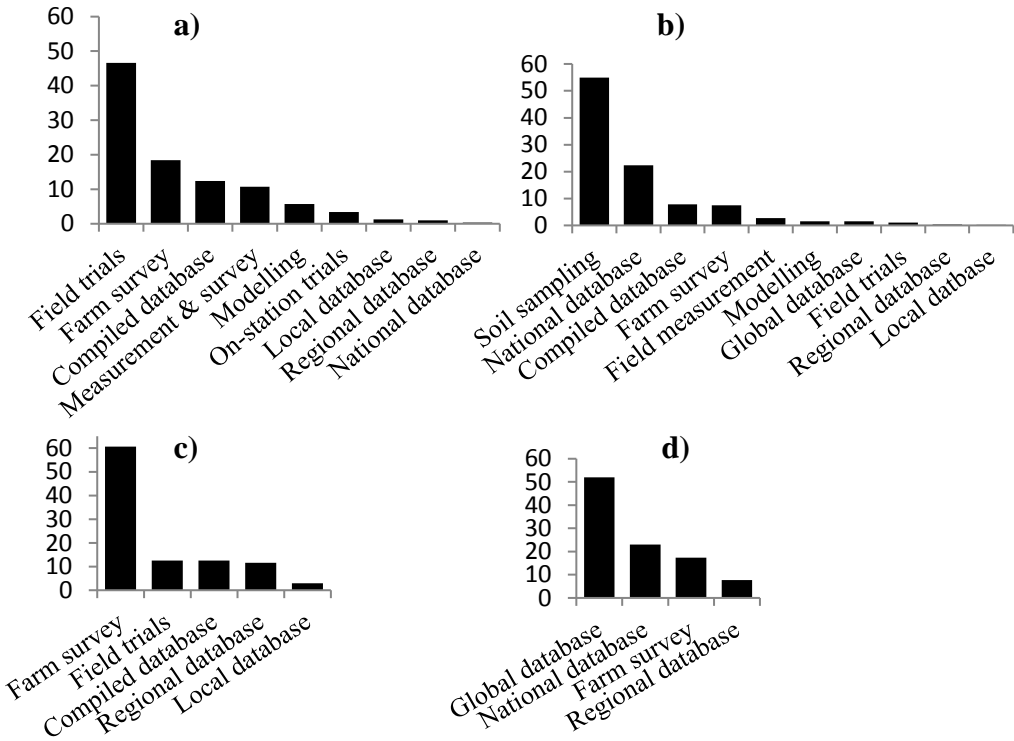 a)
60
50
40
30
20
10
0
Field trials
Farm survey
Compiled database
Measurement & survey
Modelling
On-station trials
Local database
Regional database
National database
b)
60
50
40
30
20
10
0
Soil sampling
National database
Compiled database
Farm survey
Field measurement
Modelling
Global database
Field trials
Regional database
Local datbase
c)
60
50
40
30
20
10
0
Farm survey
Field trials
Compiled database
Regional database
Local database
d)
60
50
40
30
20
10
0
Global database
National database
Farm survey
Regional database